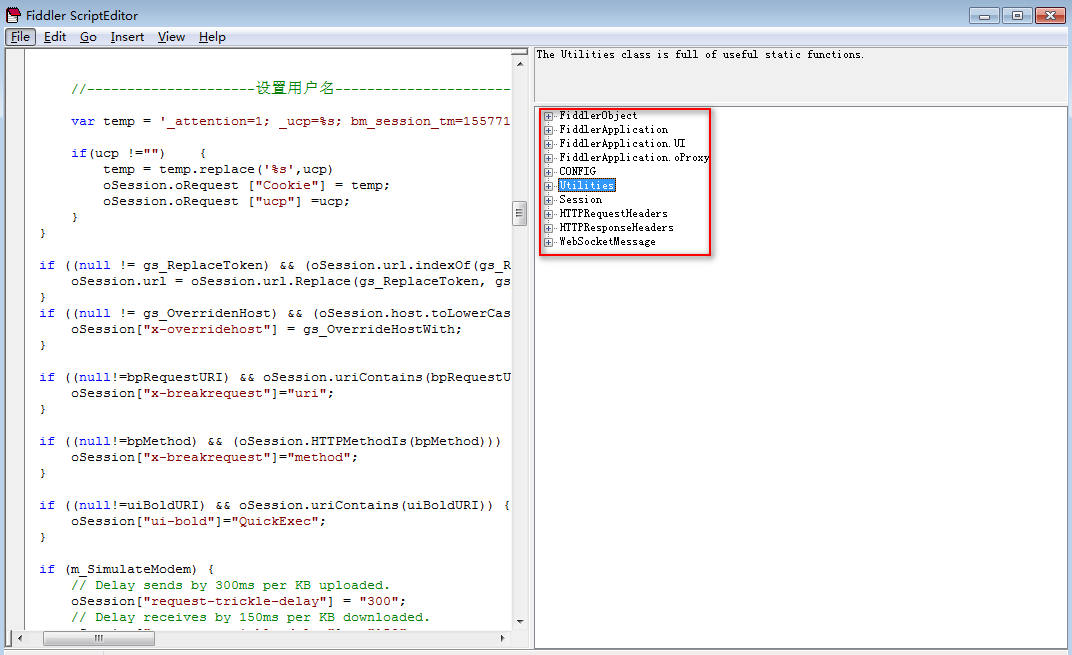 Fiddler ScriptEditor
File Edit Go Insert View Help
//---------------------设置用户名----------------------
var temp = '_attention=1; _ucp=%s; bm_session_tm=155771
if(ucp !="") {
temp = temp.replace('%s',ucp)
oSession.oRequest ["Cookie"] = temp;
oSession.oRequest ["ucp"] =ucp;
}
}
if ((null != gs_ReplaceToken) && (oSession.url.indexOf(gs_R
oSession.url = oSession.url.Replace(gs_ReplaceToken, gs
}
if ((null != gs_OverridenHost) && (oSession.host.toLowerCas
oSession["x-overridehost"] = gs_OverrideHostWith;
}
if ((null!=bpRequestURI) && oSession.uriContains(bpRequestU
oSession["x-breakrequest"]="uri";
}
if ((null!=bpMethod) && (oSession.HTTPMethodIs(bpMethod)))
oSession["x-breakrequest"]="method";
}
if ((null!=uiBoldURI) && oSession.uriContains(uiBoldURI)) {
oSession["ui-bold"]="QuickExec";
}
if (m_SimulateModem) {
// Delay sends by 300ms per KB uploaded.
oSession["request-trickle-delay"] = "300";
// Delay receives by 150ms per KB downloaded.
The Utilities class is full of useful static functions.
FiddlerObject
FiddlerApplication
FiddlerApplication.UI
FiddlerApplication.oProxy
CONFIG
Utilities
Session
HTTPRequestHeaders
HTTPResponseHeaders
WebSocketMessage